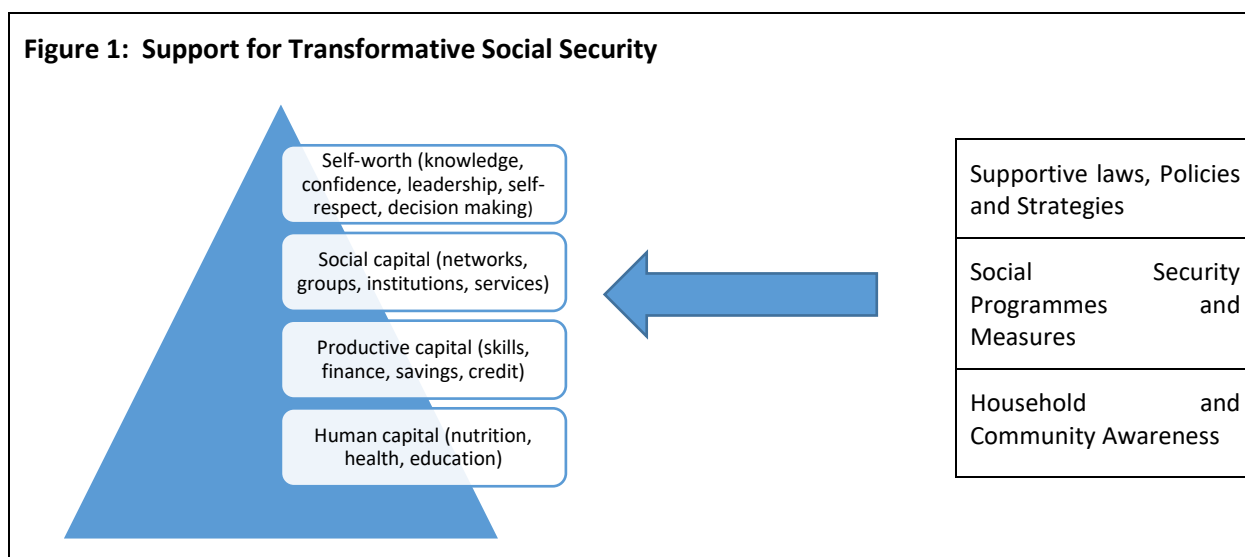 Figure 1: Support for Transformative Social Security
Self-worth (knowledge,
confidence, leadership, self-
respect, decision making)
Social capital (networks,
groups, institutions, services)
Productive capital (skills,
finance, savings, credit)
Human capital (nutrition,
health, education)
Supportive laws, Policies
and Strategies
Social Security
Programmes and
Measures
Household and
Community Awareness